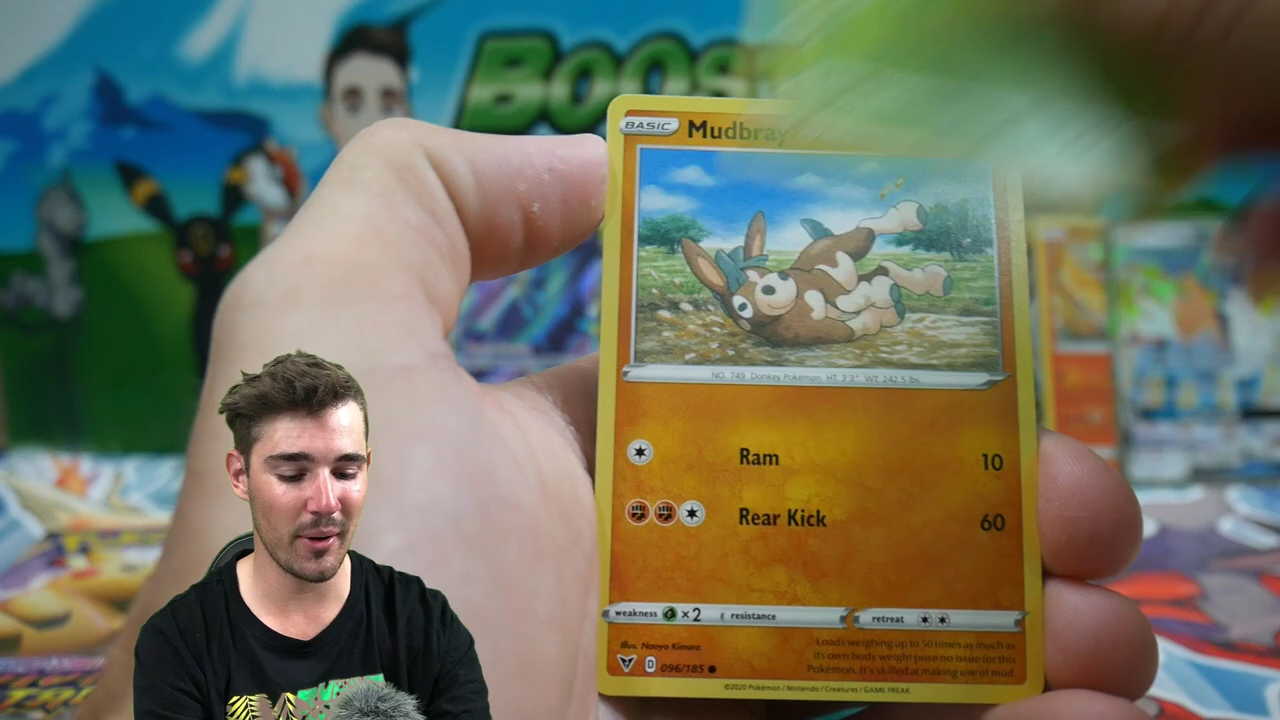 BOOS
BASIC Mudbray
NO. 749 Donkey Pokémon HT: 3'3" WT: 242.5 lbs.
Ram 10
Rear Kick 60
weakness ×2 resistance retreat
Illus. Naoyo Kimura
D 096/185
Loads weighing up to 50 times as much as
its own body weight pose no issue for this
Pokémon. It's skilled at making use of mud.
©2020 Pokémon / Nintendo / Creatures / GAME FREAK